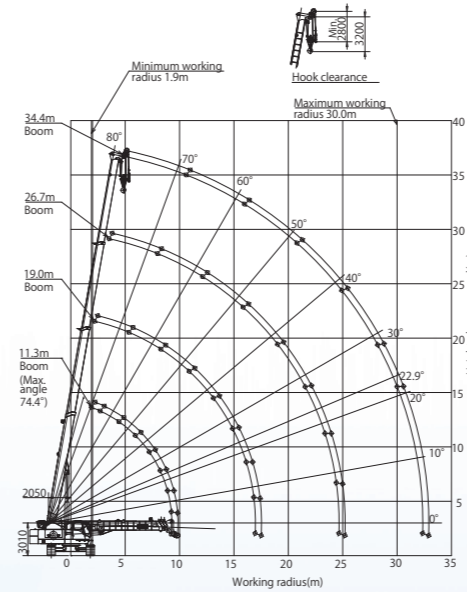 Min.
2800
3200
Hook clearance
Minimum working
radius 1.9m
Maximum working
radius 30.0m
34.4m
Boom
26.7m
Boom
19.0m
Boom
11.3m
Boom
(Max.
angle
74.4°)
80°
70°
60°
50°
40°
30°
22.9°
20°
10°
0°
40
35
30
25
20
15
10
5
2050
3010
0
5
10
15
20
25
30
35
Working radius(m)